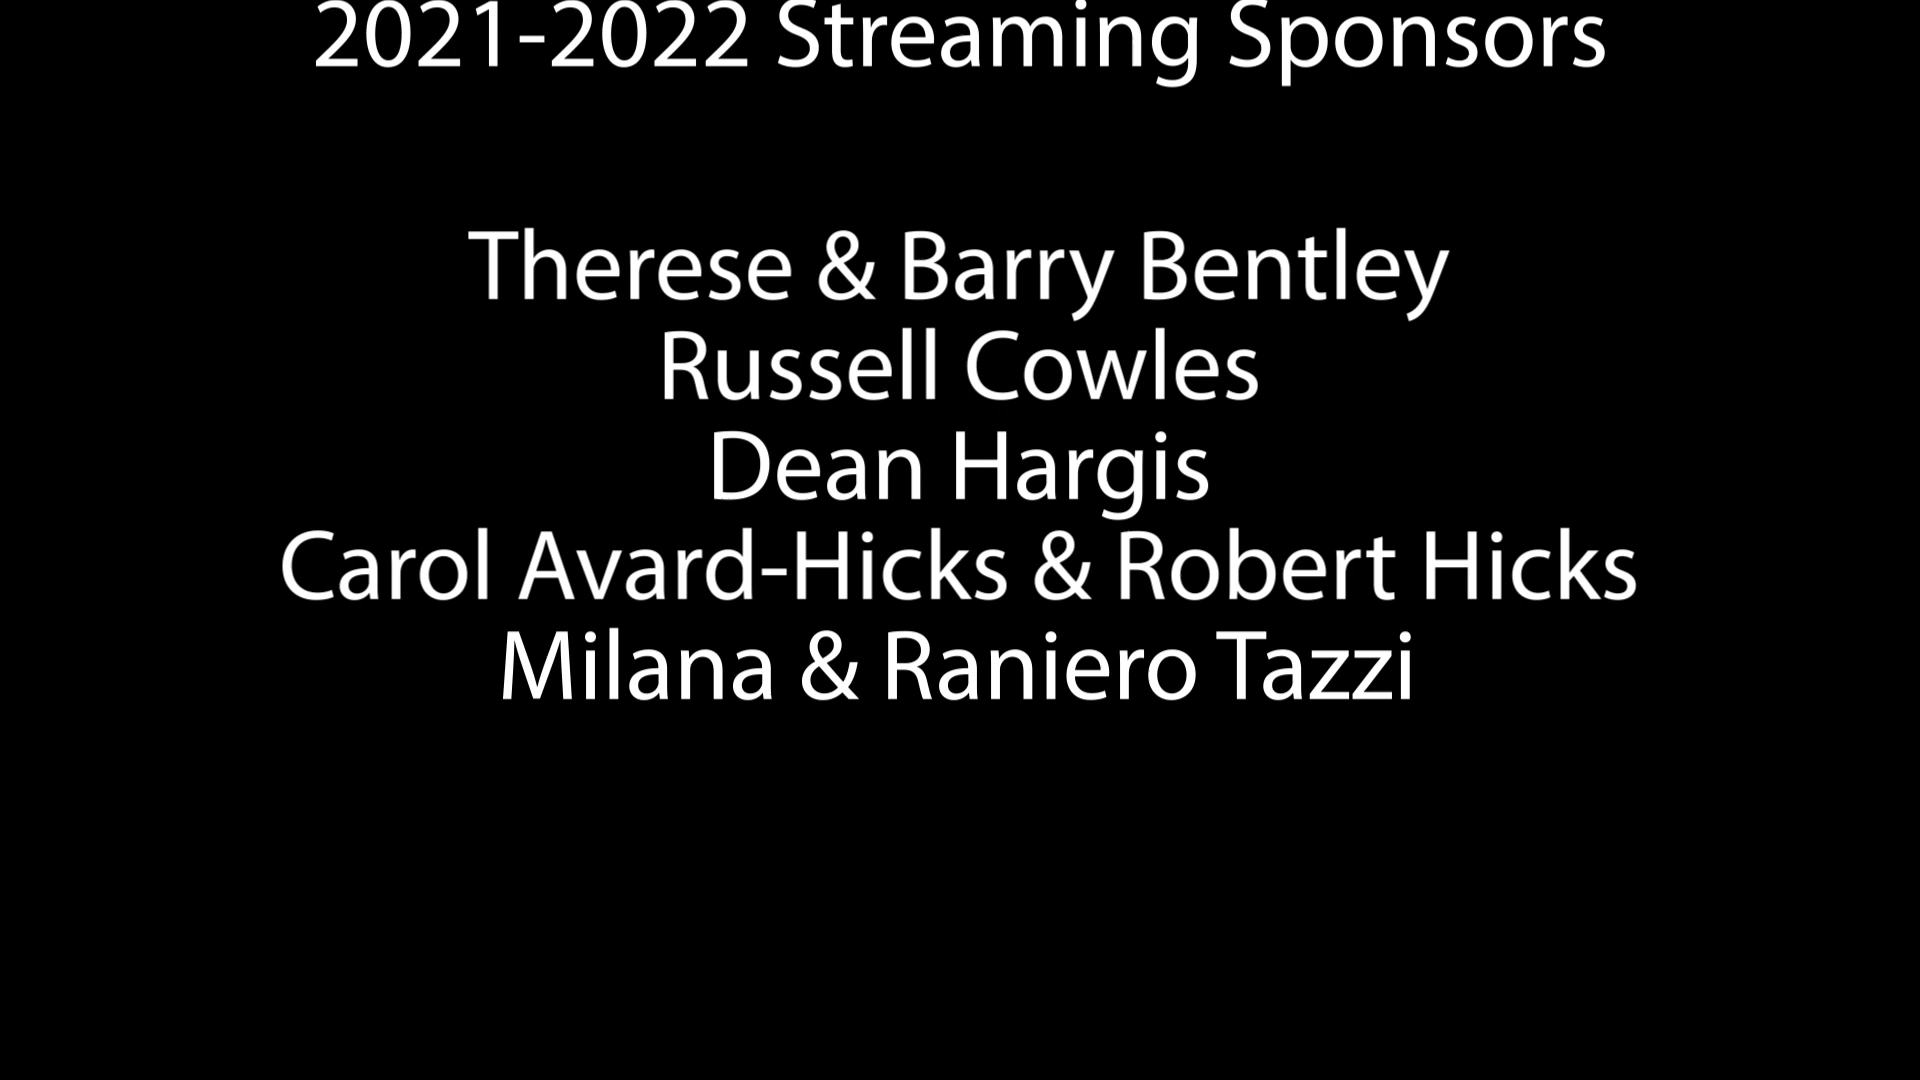 2021-2022 Streaming Sponsors
Therese & Barry Bentley
Russell Cowles
Dean Hargis
Carol Avard-Hicks & Robert Hicks
Milana & Raniero Tazzi